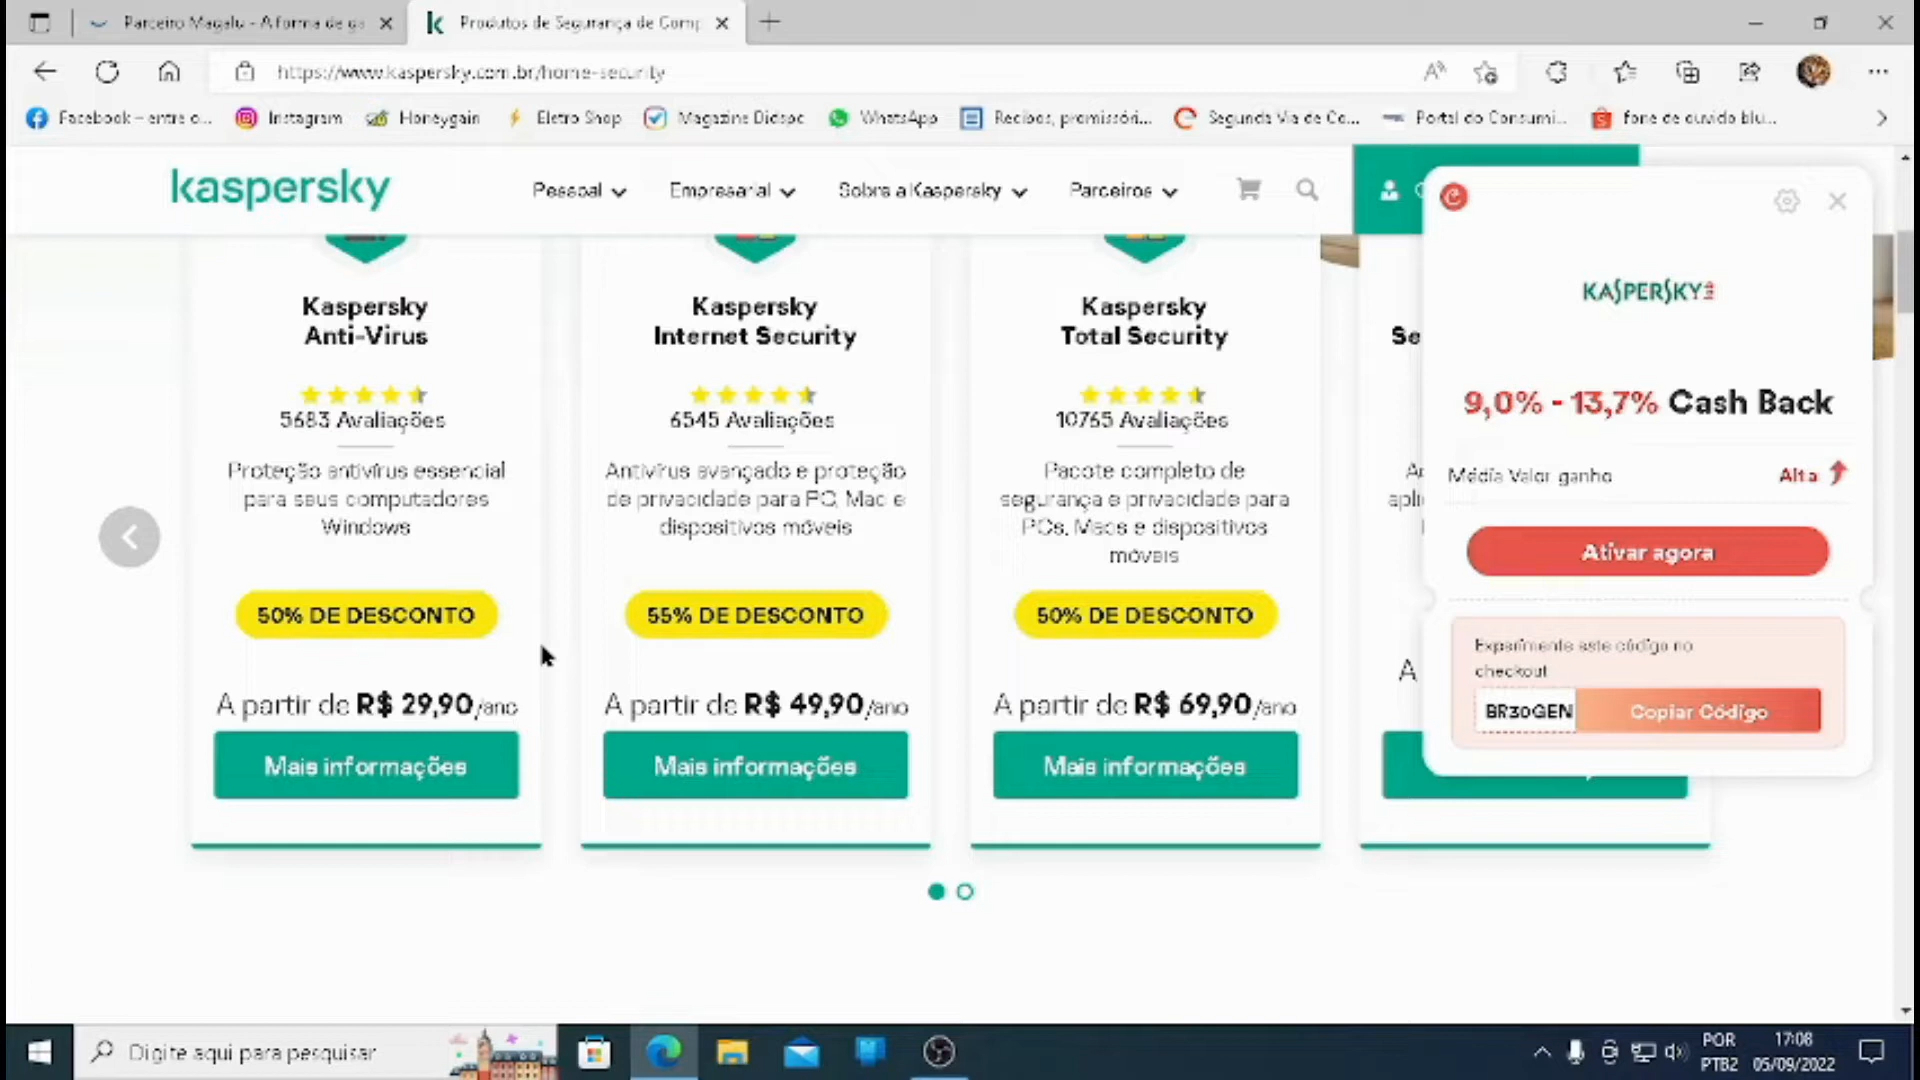 Parceiro Magalu - A forma de ga
Produtos de Segurança de Comp
https://www.kaspersky.com.br/home-security
Facebook – entre o...
Instagram
Honeygain
Eletro Shop
Magazine Didspc
WhatsApp
Recibos, promissóri...
Segunda Via de Co...
Portal do Consumi...
fone de ouvido blu...
kaspersky
Pessoal
Empresarial
Sobre a Kaspersky
Parceiros
Kaspersky
Anti-Virus
5683 Avaliações
Proteção antivírus essencial
para seus computadores
Windows
50% DE DESCONTO
A partir de R$ 29,90/ano
Mais informações
Kaspersky
Internet Security
6545 Avaliações
Antivírus avançado e proteção
de privacidade para PC, Mac e
dispositivos móveis
55% DE DESCONTO
A partir de R$ 49,90/ano
Mais informações
Kaspersky
Total Security
10765 Avaliações
Pacote completo de
segurança e privacidade para
PCs, Macs e dispositivos
móveis
50% DE DESCONTO
A partir de R$ 69,90/ano
Mais informações
Se
A
KASPERSKY
9,0% - 13,7% Cash Back
Média Valor ganho
Alta
Ativar agora
Experimente este código no
checkout
BR30GEN
Copiar Código
Digite aqui para pesquisar
POR
PTB2
17:08
05/09/2022